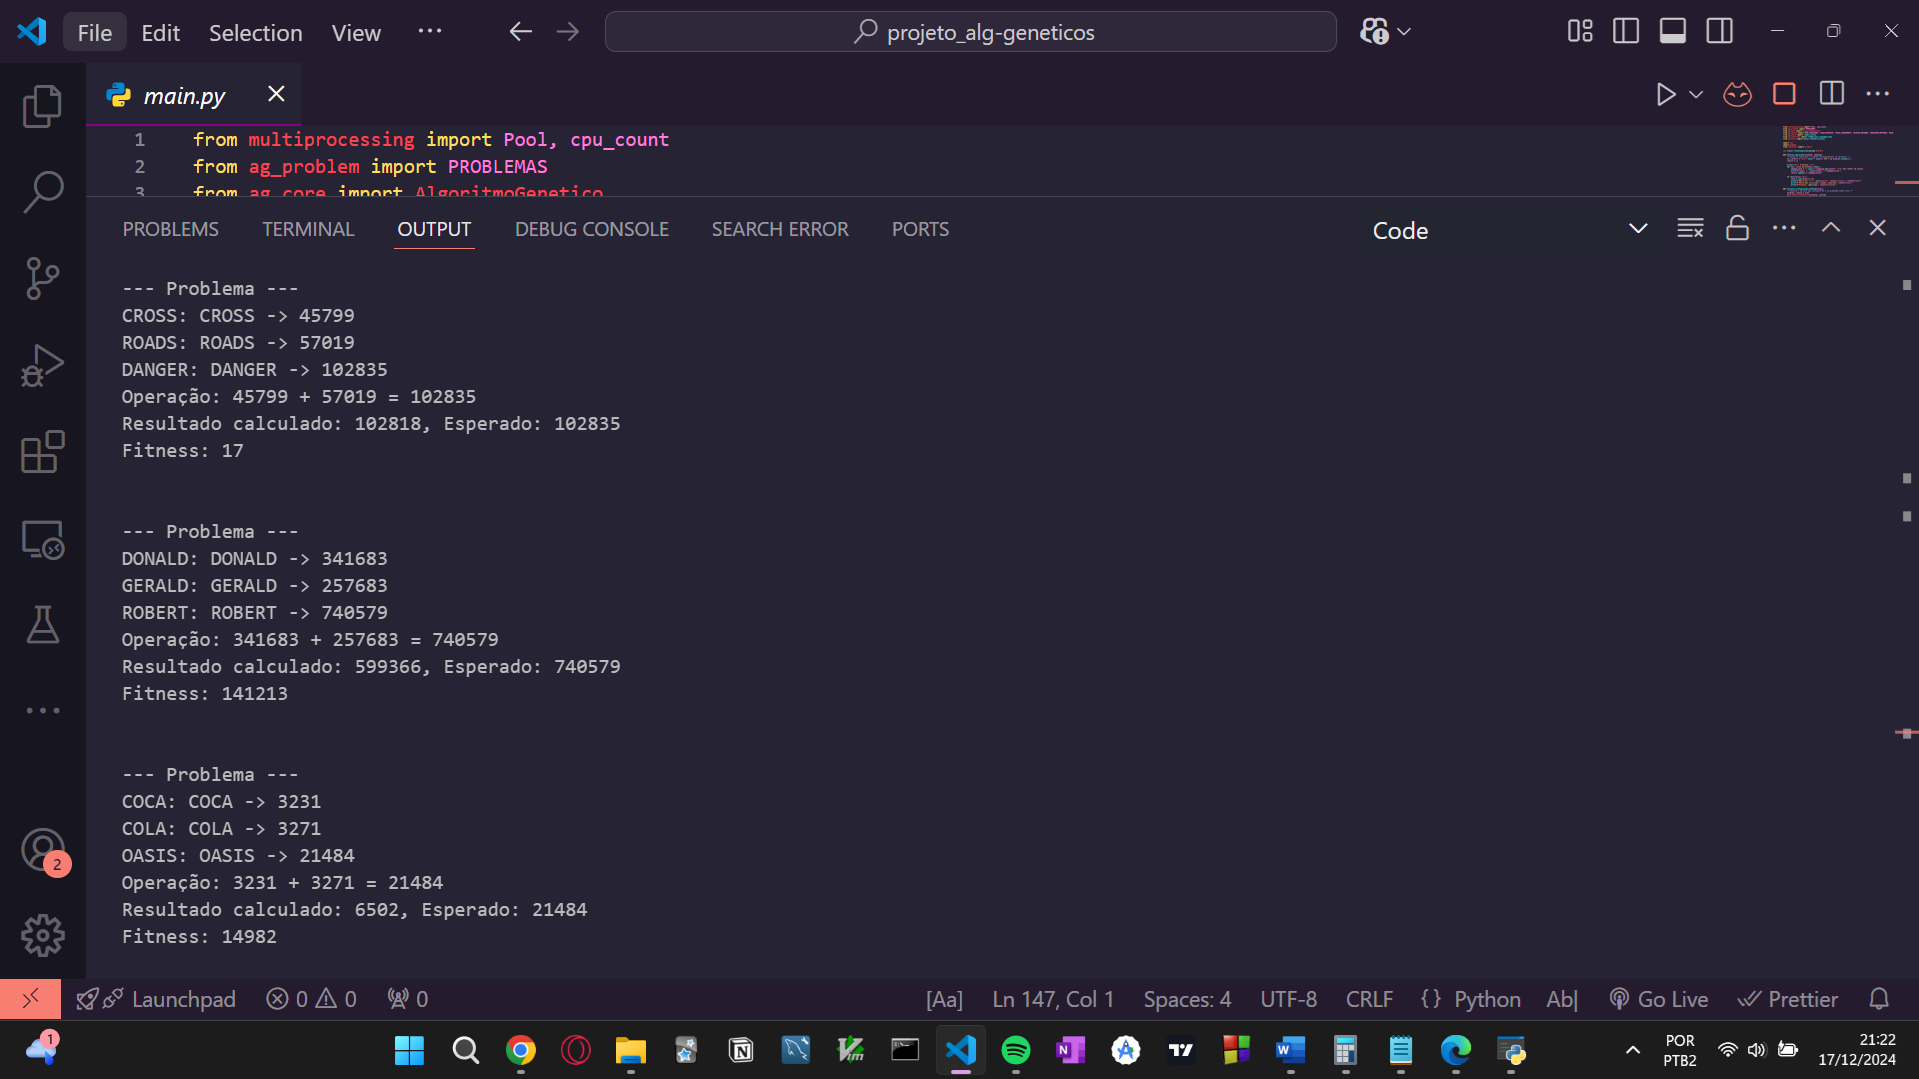 File Edit Selection View ··· projeto_alg-geneticos
main.py
1 from multiprocessing import Pool, cpu_count
2 from ag_problem import PROBLEMAS
3 from ag_core import AlgoritmoGenetico
PROBLEMS TERMINAL OUTPUT DEBUG CONSOLE SEARCH ERROR PORTS Code
--- Problema ---
CROSS: CROSS -> 45799
ROADS: ROADS -> 57019
DANGER: DANGER -> 102835
Operação: 45799 + 57019 = 102835
Resultado calculado: 102818, Esperado: 102835
Fitness: 17
--- Problema ---
DONALD: DONALD -> 341683
GERALD: GERALD -> 257683
ROBERT: ROBERT -> 740579
Operação: 341683 + 257683 = 740579
Resultado calculado: 599366, Esperado: 740579
Fitness: 141213
--- Problema ---
COCA: COCA -> 3231
COLA: COLA -> 3271
OASIS: OASIS -> 21484
Operação: 3231 + 3271 = 21484
Resultado calculado: 6502, Esperado: 21484
Fitness: 14982
2
Launchpad 0 0 0 [Aa] Ln 147, Col 1 Spaces: 4 UTF-8 CRLF {} Python Ab| Go Live Prettier
1
POR
PTB2
21:22
17/12/2024